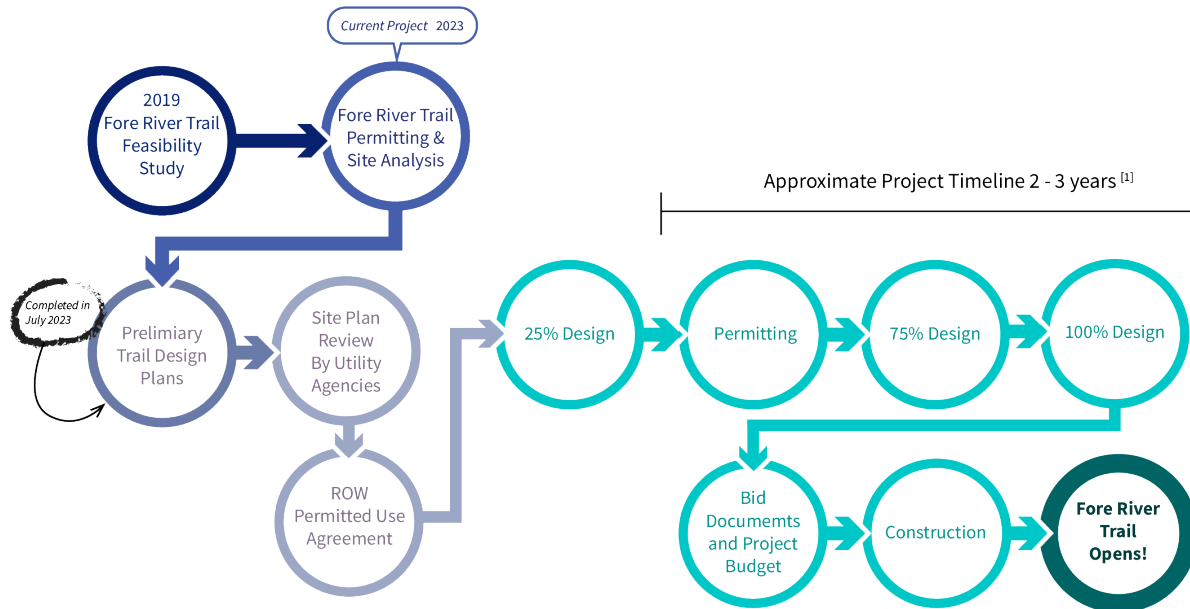 Current Project 2023
2019
Fore River Trail
Feasibility
Study
Fore River Trail
Permitting &
Site Analysis
Approximate Project Timeline 2 - 3 years [1]
Completed in
July 2023
Prelimiary
Trail Design
Plans
Site Plan
Review
By Utility
Agencies
ROW
Permitted Use
Agreement
25% Design
Permitting
75% Design
100% Design
Bid
Documemts
and Project
Budget
Construction
Fore River
Trail
Opens!